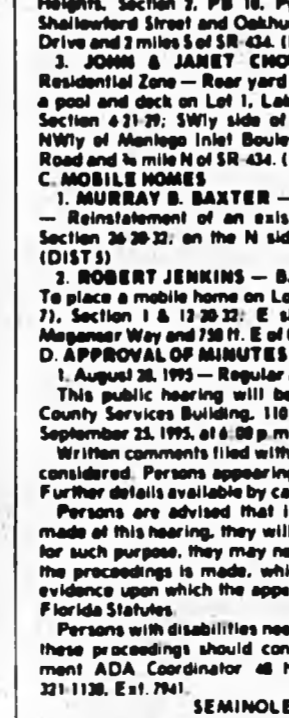 Heights, Section 2, PB 16, P
Shallowford Street and Oakhu
Drive and 2 miles S of SR-434. (
3. JOHN & JANET CHO
Residential Zone — Rear yard
a pool and deck on Lot 1, Lak
Section 4-21-29; SWly side of
NWly of Inlet Boule
Road and ¼ mile N of SR-434. (
C. MOBILE HOMES
1. MURRAY B. BAXTER —
— Reinstatement of an exis
Section 26-20-32; on the N sid
(DIST 5)
2. ROBERT JENKINS — B.
To place a mobile home on Lo
7), Section 1 & 12-20-32; E s
Way and 750 ft. E of
D. APPROVAL OF MINUTES
1. August 28, 1995 — Regular
This public hearing will be
County Services Building, 110
September 25, 1995, at 6:00 p.m
Written comments filed with
considered. Persons appearing
Further details available by ca
Persons are advised that i
made at this hearing, they will
for such purpose, they may ne
the proceedings is made, whi
evidence upon which the appe
Florida Statutes.
Persons with disabilities nee
these proceedings should con
ment ADA Coordinator 48 h
321-1130, Ext. 7941.
SEMINOLE